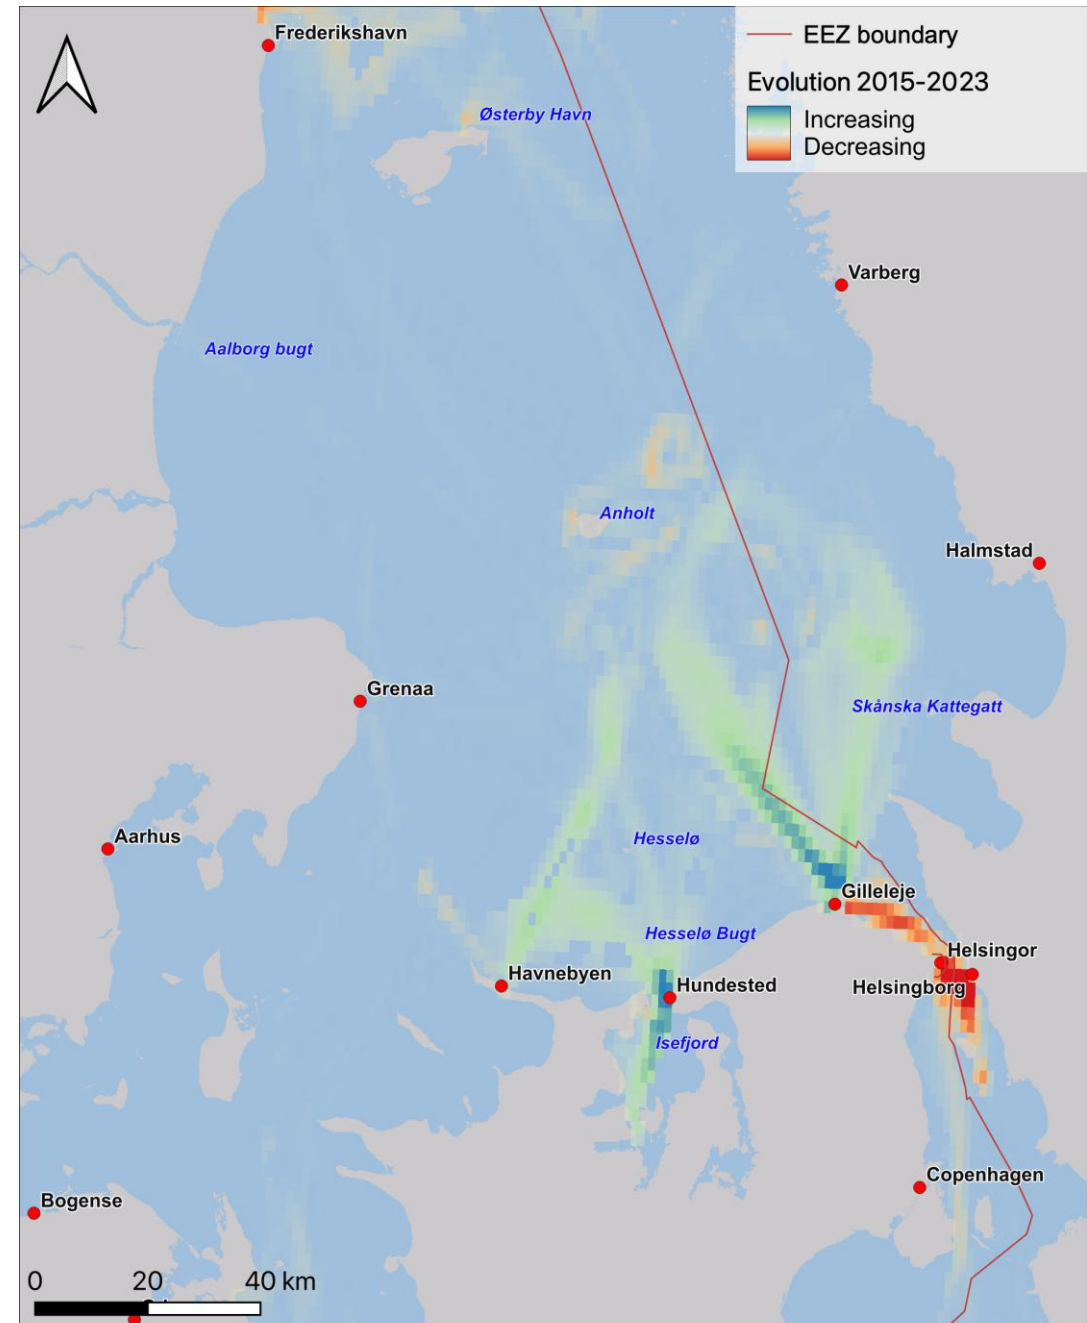 Frederikshavn
EEZ boundary
Evolution 2015-2023
Increasing
Decreasing
Østerby Havn
Varberg
Aalborg bugt
Anholt
Halmstad
Grenaa
Skånska Kattegatt
Aarhus
Hesselø
Gilleleje
Hesselø Bugt
Helsingor
Havnebyen
Hundested
Helsingborg
Isefjord
Copenhagen
Bogense
0 20 40 km